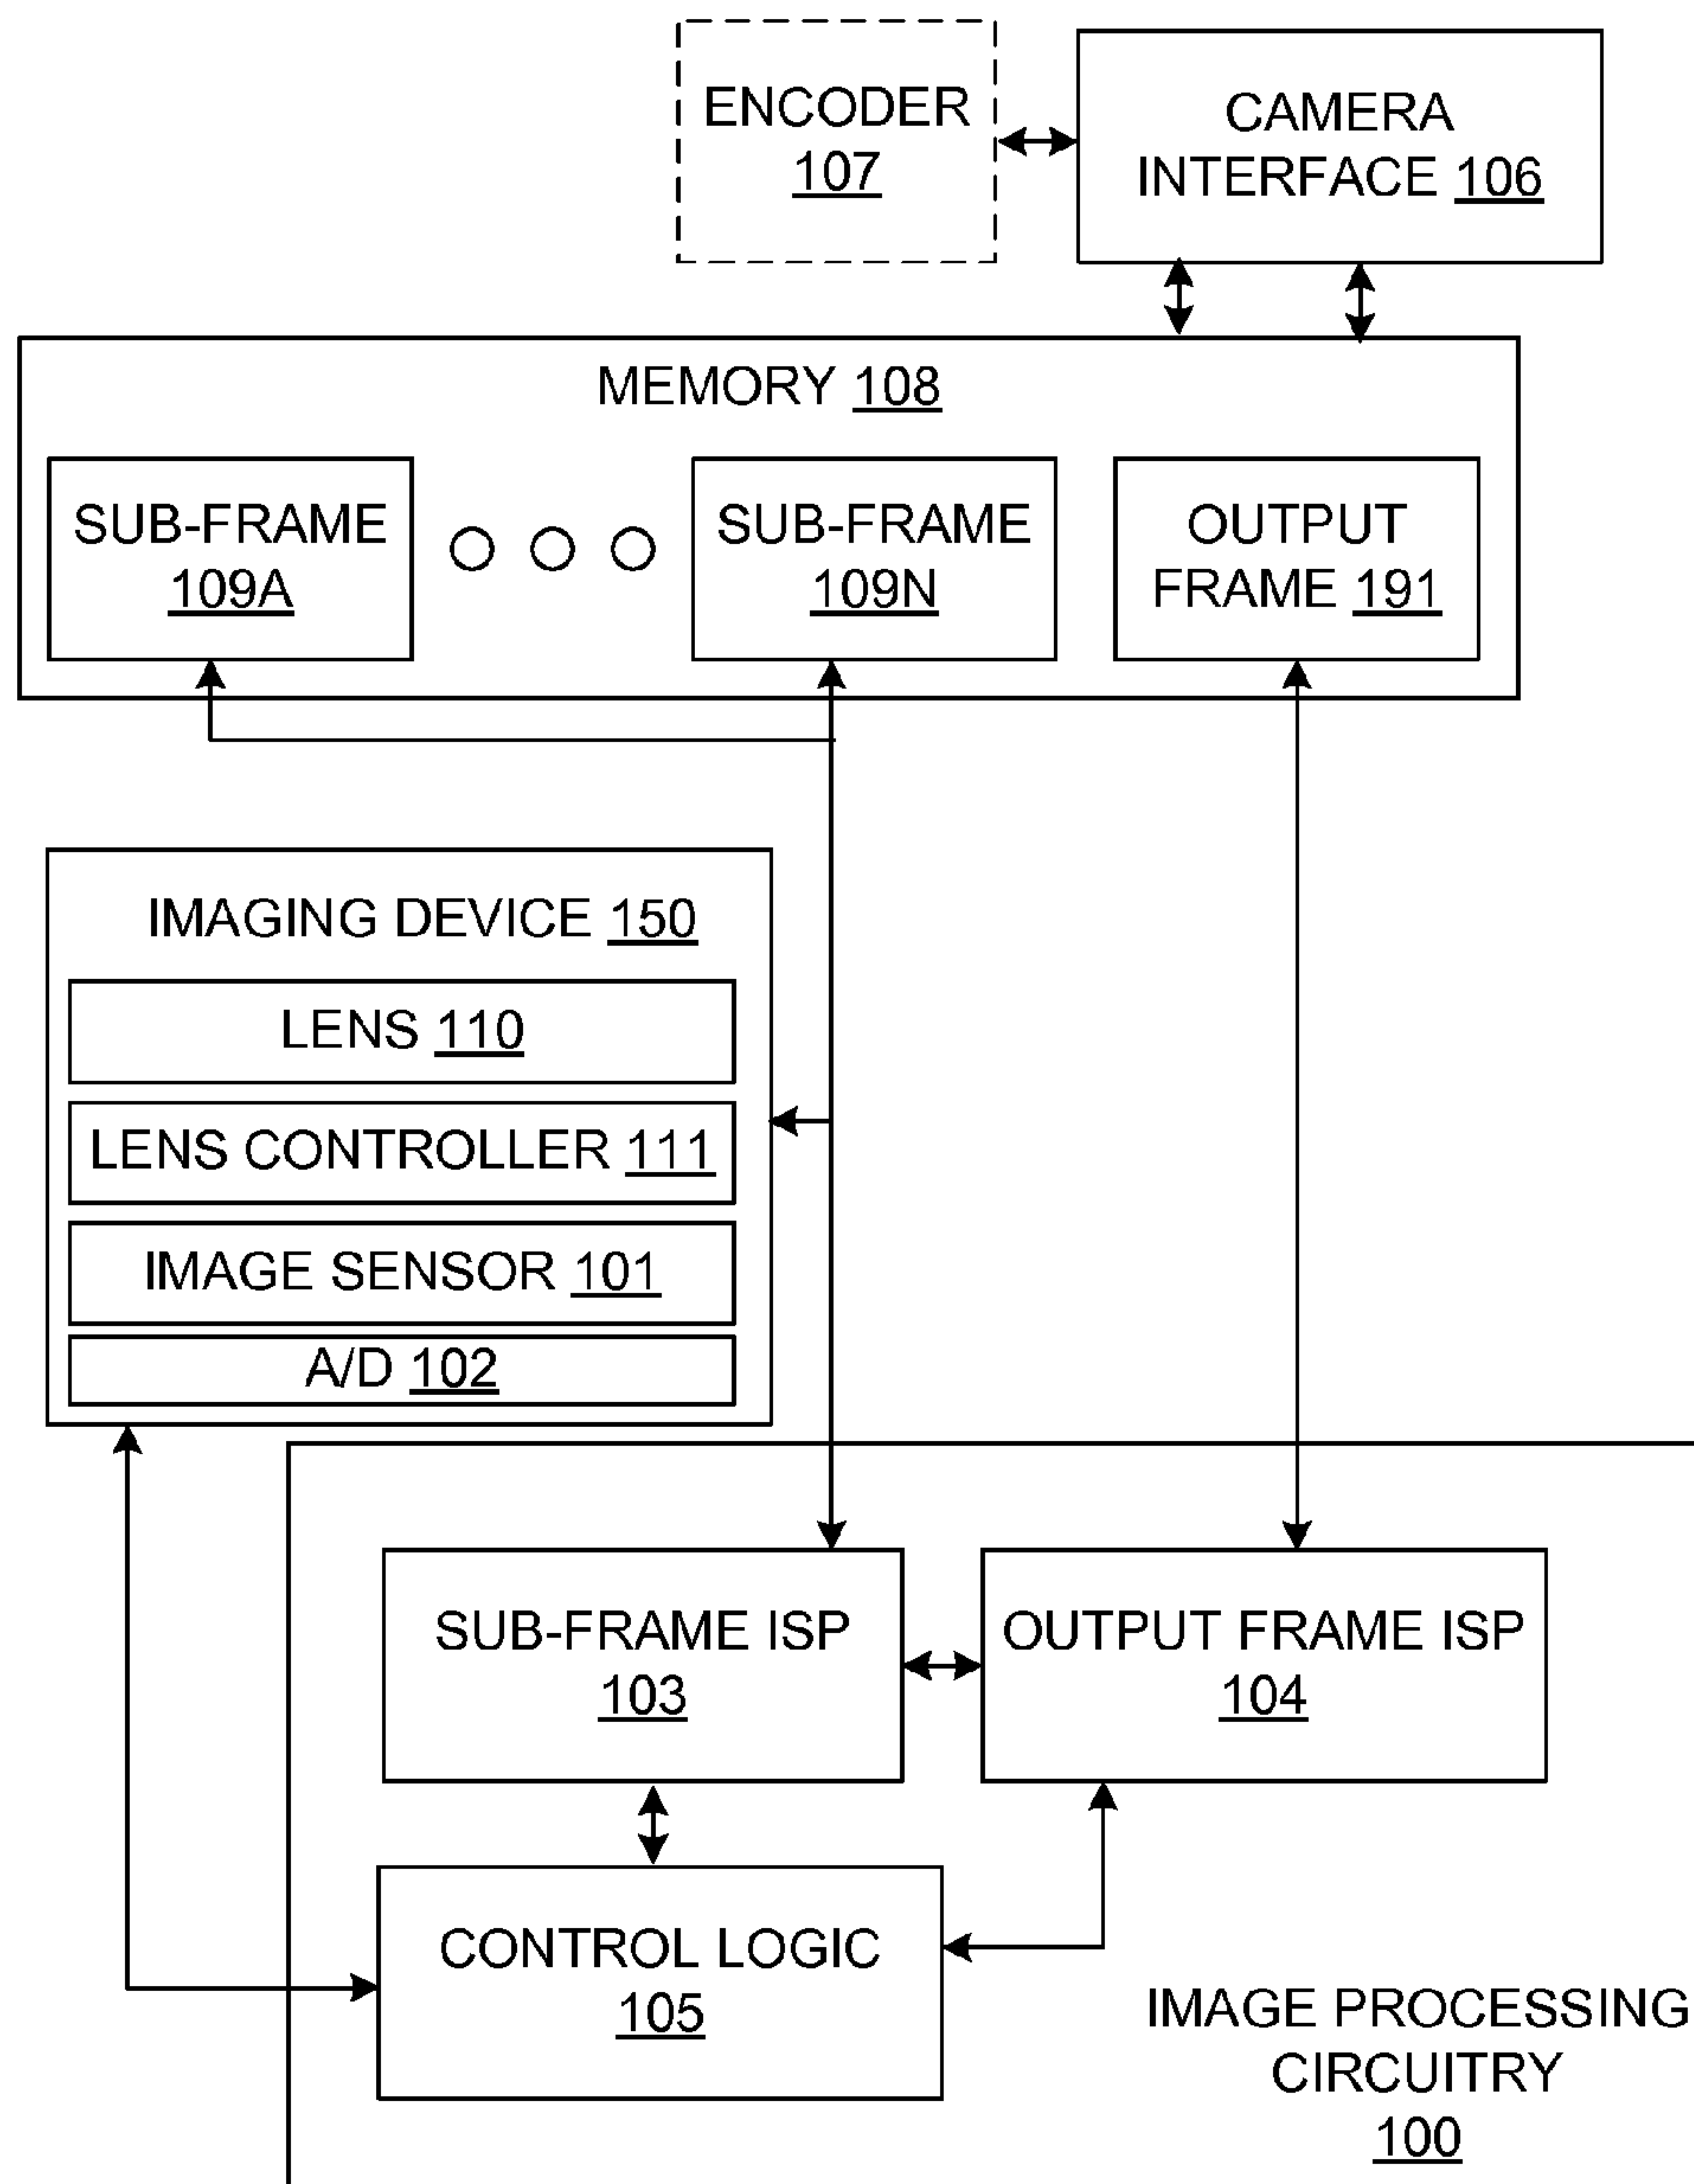 ENCODER
107
CAMERA
INTERFACE 106
MEMORY 108
SUB-FRAME
109A
SUB-FRAME
109N
OUTPUT
FRAME 191
IMAGING DEVICE 150
LENS 110
LENS CONTROLLER 111
IMAGE SENSOR 101
A/D 102
SUB-FRAME ISP
103
OUTPUT FRAME ISP
104
CONTROL LOGIC
105
IMAGE PROCESSING
CIRCUITRY
100